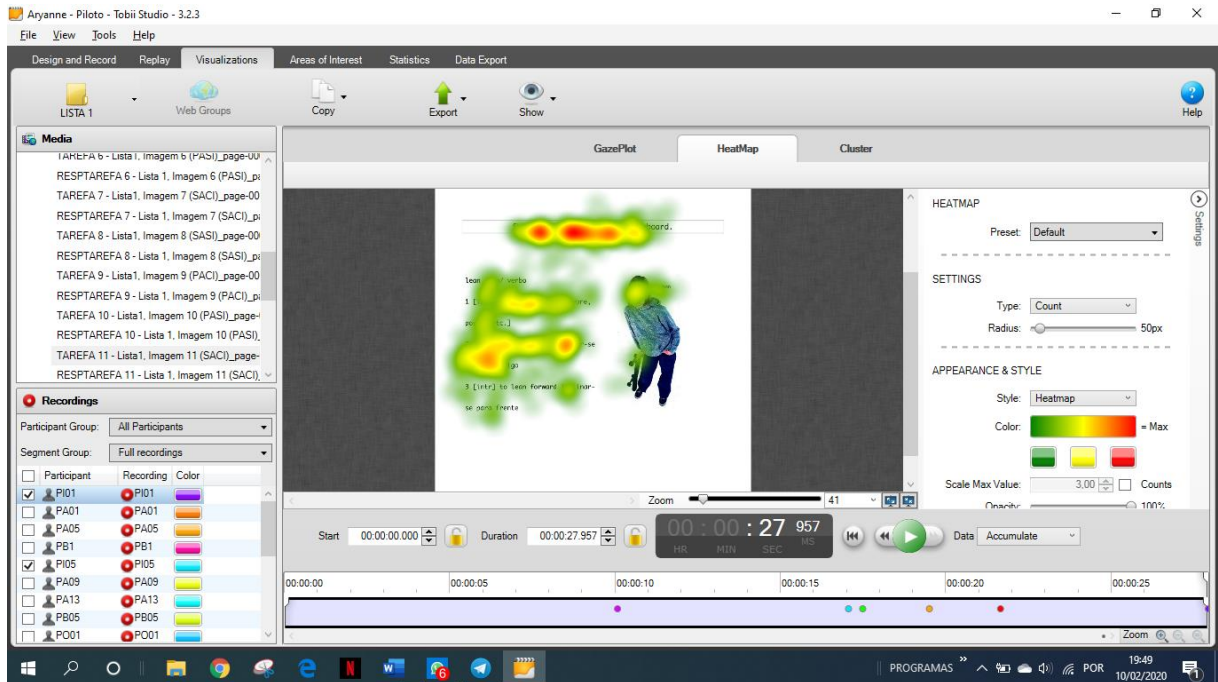 Aryanne - Piloto - Tobii Studio - 3.2.3
File View Tools Help
Design and Record Replay Visualizations Areas of Interest Statistics Data Export
LISTA 1 Web Groups Copy Export Show Help
Media
TAREFA 6 - Lista1, Imagem 6 (PASI)_page-00
RESPTAREFA 6 - Lista 1, Imagem 6 (PASI)_pa
TAREFA 7 - Lista1, Imagem 7 (SACI)_page-00
RESPTAREFA 7 - Lista 1, Imagem 7 (SACI)_pa
TAREFA 8 - Lista1, Imagem 8 (SASI)_page-00
RESPTAREFA 8 - Lista 1, Imagem 8 (SASI)_pa
TAREFA 9 - Lista1, Imagem 9 (PACI)_page-00
RESPTAREFA 9 - Lista 1, Imagem 9 (PACI)_pa
TAREFA 10 - Lista1, Imagem 10 (PASI)_page-
RESPTAREFA 10 - Lista 1, Imagem 10 (PASI)_
TAREFA 11 - Lista1, Imagem 11 (SACI)_page-
RESPTAREFA 11 - Lista 1, Imagem 11 (SACI)_
Recordings
Participant Group: All Participants
Segment Group: Full recordings
Participant Recording Color
PI01 PI01
PA01 PA01
PA05 PA05
PB1 PB1
PI05 PI05
PA09 PA09
PA13 PA13
PB05 PB05
PO01 PO01
GazePlot HeatMap Cluster
board.
lean verbo
1
-se
3 [intr] to lean forward inar-
se para frente
Zoom 41
HEATMAP
Preset: Default
SETTINGS
Type: Count
Radius: 50px
APPEARANCE & STYLE
Style: Heatmap
Color: = Max
Scale Max Value: 3,00 Counts
Opacity: 100%
Settings
Start 00:00:00.000 Duration 00:00:27.957 00:00:27 957 Data Accumulate
HR MIN SEC MS
00:00:00 00:00:05 00:00:10 00:00:15 00:00:20 00:00:25
Zoom
PROGRAMAS POR 19:49
10/02/2020